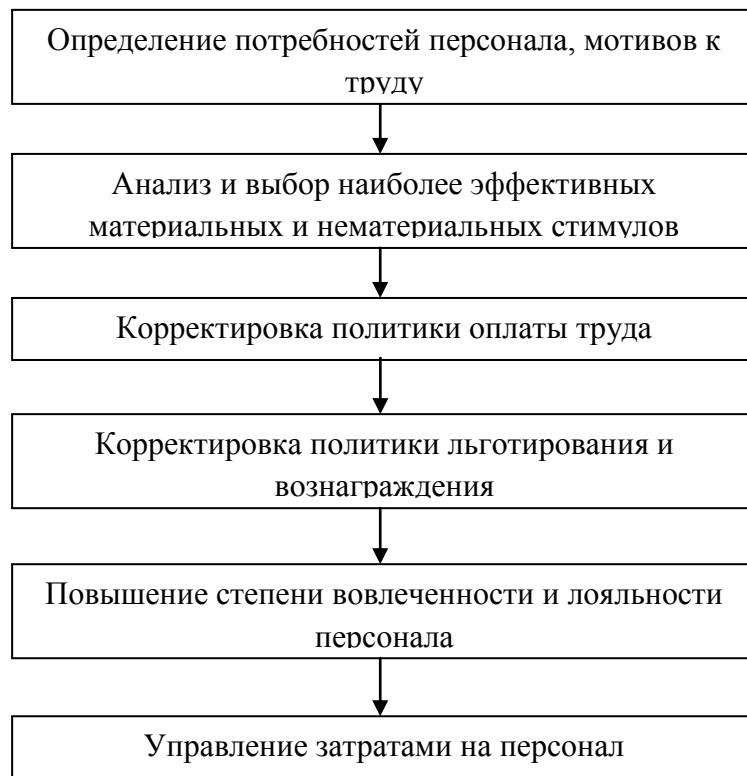 Определение потребностей персонала, мотивов к
труду
Анализ и выбор наиболее эффективных
материальных и нематериальных стимулов
Корректировка политики оплаты труда
Корректировка политики льготирования и
вознаграждения
Повышение степени вовлеченности и лояльности
персонала
Управление затратами на персонал